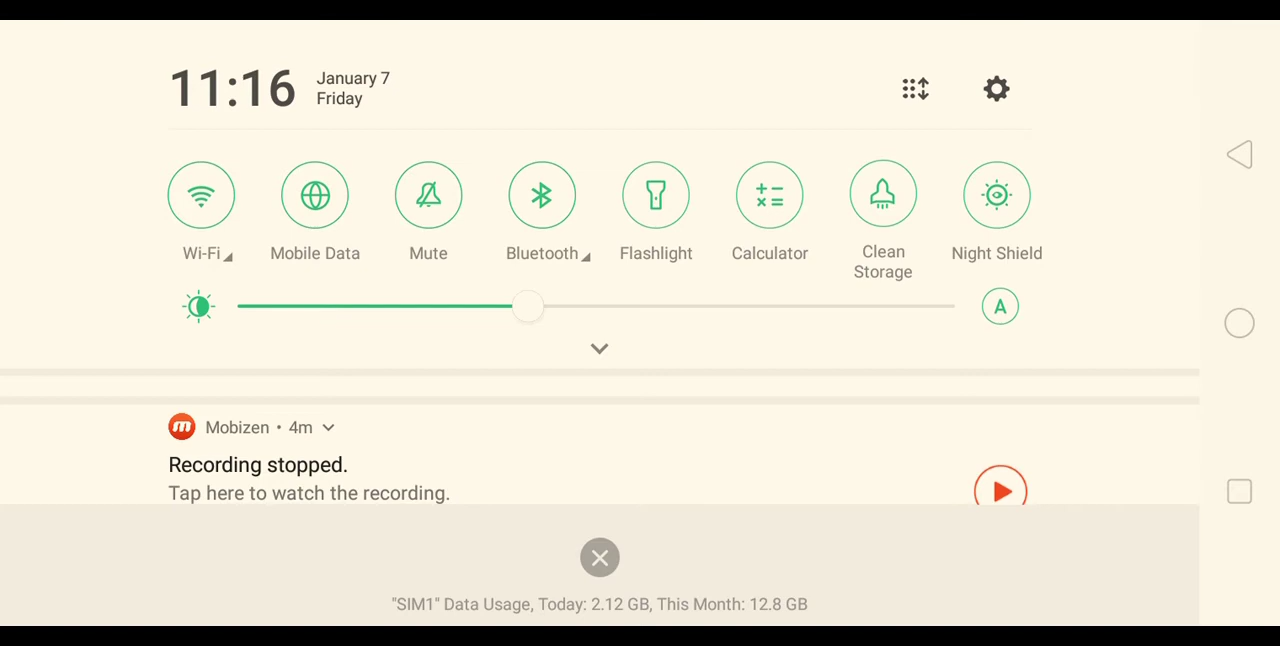 11:16
January 7
Friday
Wi-Fi
Mobile Data
Mute
Bluetooth
Flashlight
Calculator
Clean
Storage
Night Shield
A
m Mobizen • 4m
Recording stopped.
Tap here to watch the recording.
"SIM1" Data Usage, Today: 2.12 GB, This Month: 12.8 GB